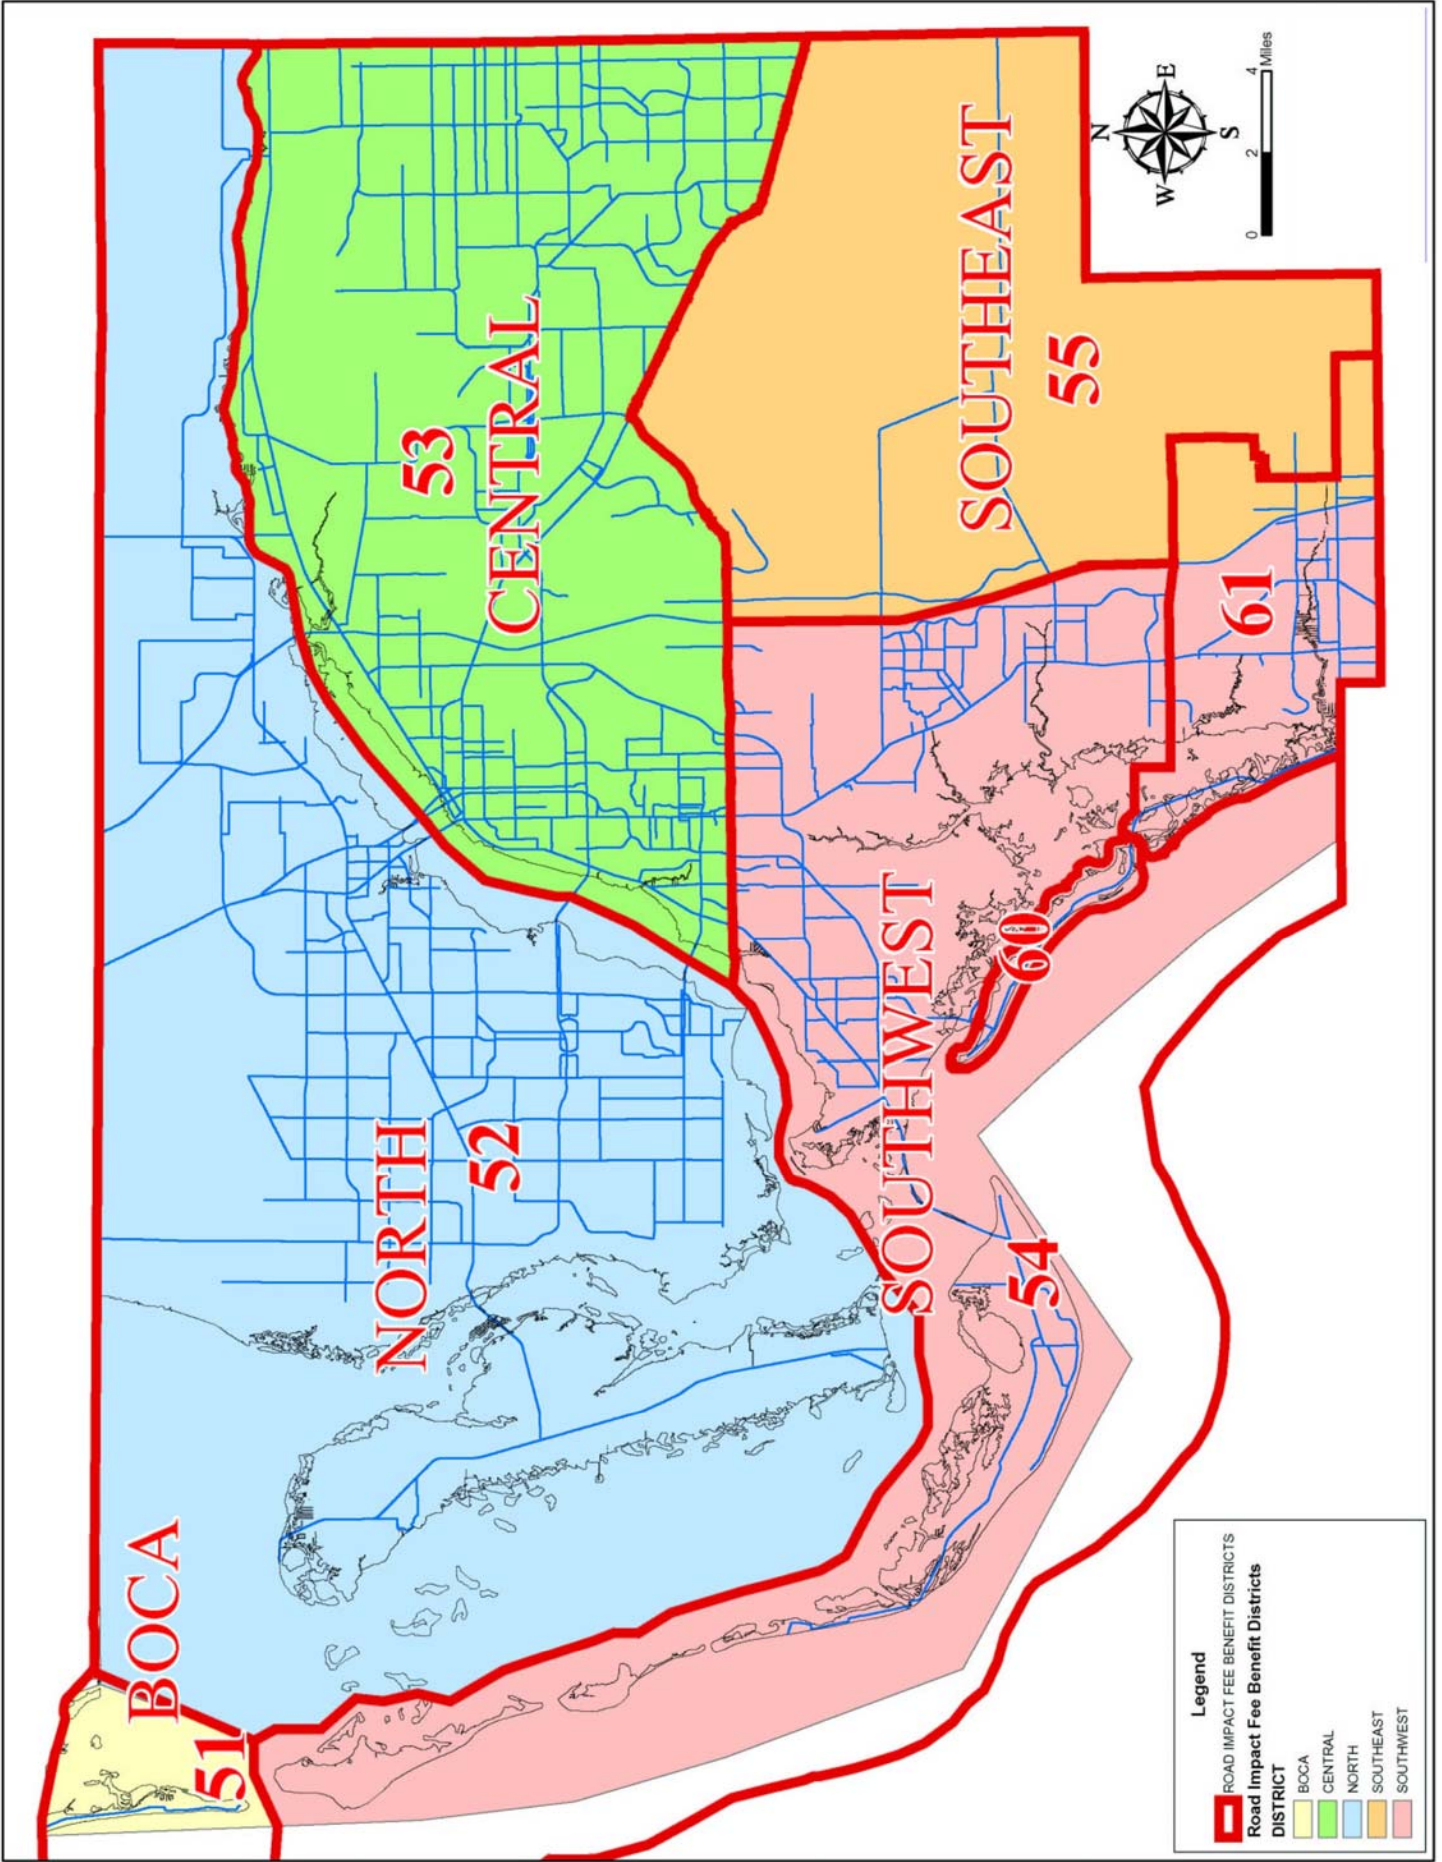 BOCA
51
NORTH
52
53
CENTRAL
SOUTHEAST
55
SOUTHWEST
54
60
61
N
W
E
S
0
2
4
Miles
Legend
ROAD IMPACT FEE BENEFIT DISTRICTS
Road Impact Fee Benefit Districts
DISTRICT
BOCA
CENTRAL
NORTH
SOUTHEAST
SOUTHWEST